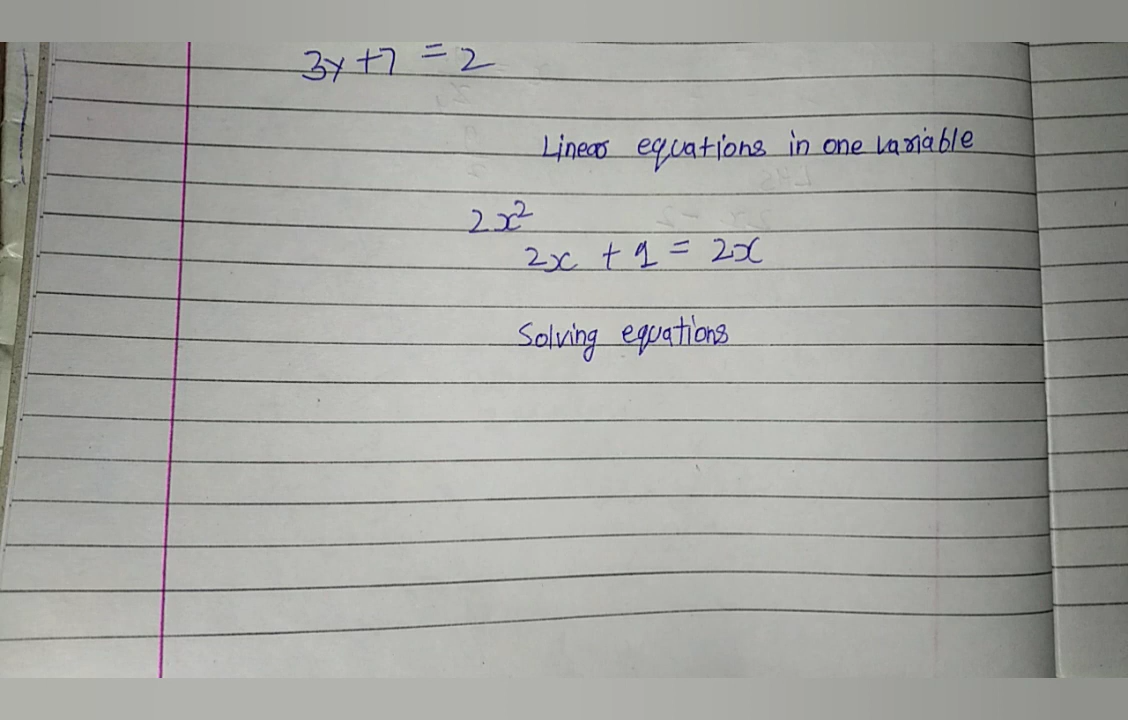 3y + 7 = 2
Linear equations in one variable
2x²
2x + 1 = 2x
Solving equations